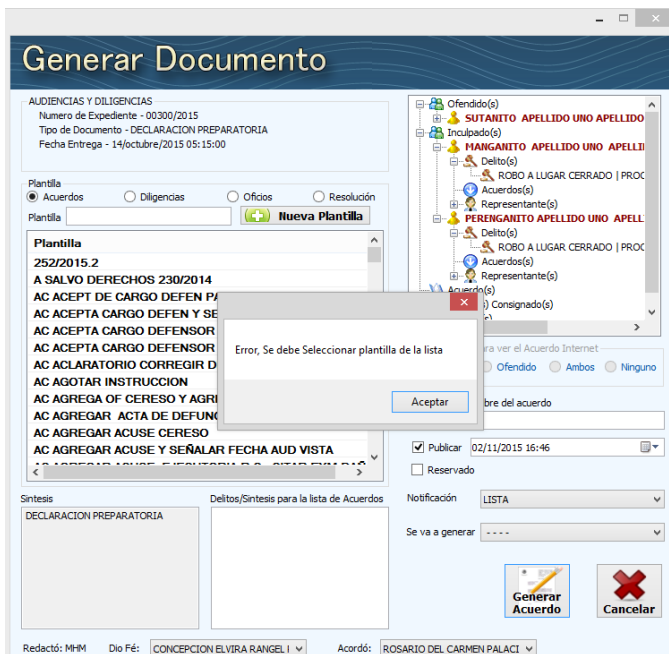 Generar Documento
AUDIENCIAS Y DILIGENCIAS
Numero de Expediente - 00300/2015
Tipo de Documento - DECLARACION PREPARATORIA
Fecha Entrega - 14/octubre/2015 05:15:00
Plantilla
Acuerdos Diligencias Oficios Resolución
Plantilla Nueva Plantilla
Plantilla
252/2015.2
A SALVO DERECHOS 230/2014
AC ACEPT DE CARGO DEFEN
AC ACEPTA CARGO DEFEN Y
AC ACEPTA CARGO DEFENSOR
AC ACEPTA CARGO DEFENSOR
AC ACLARATORIO CORREGIR
AC AGOTAR INSTRUCCION
AC AGREGA OF CERESO Y
AC AGREGAR ACTA DE
AC AGREGAR ACUSE CERESO
AC AGREGAR ACUSE Y SEÑALAR FECHA AUD VISTA
Ofendido(s)
SUTANITO APELLIDO UNO APELLIDO
Inculpado(s)
MANGANITO APELLIDO UNO APELLI
Delito(s)
ROBO A LUGAR CERRADO | PROC
Acuerdos(s)
Representante(s)
PERENGANITO APELLIDO UNO APELL
Delito(s)
ROBO A LUGAR CERRADO | PROC
Acuerdos(s)
Representante(s)
Acuerdo(s)
) Consignado(s)
Error, Se debe Seleccionar plantilla de la lista
Aceptar
ara ver el Acuerdo Internet
Ofendido Ambos Ninguno
bre del acuerdo
Publicar 02/11/2015 16:46
Reservado
Notificación LISTA
Se va a generar - - - -
Sintesis
DECLARACION PREPARATORIA
Delitos/Sintesis para la lista de Acuerdos
Generar
Acuerdo
Cancelar
Redactó: MHM Dio Fé: CONCEPCION ELVIRA RANGEL Acordó: ROSARIO DEL CARMEN PALACI